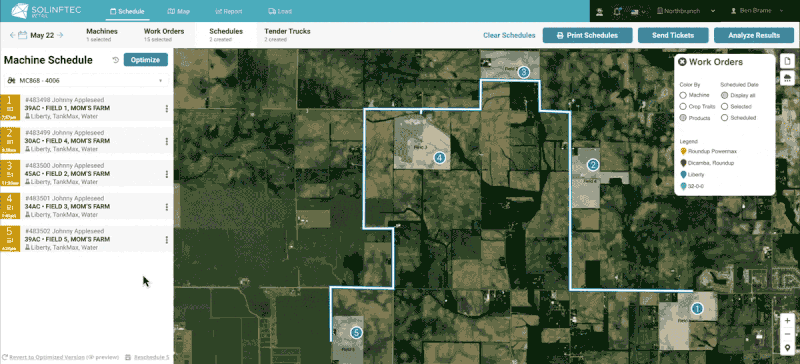 SOLINFTEC
Schedule
Map
Report
Load
Northbranch
Ben Brame
May 22
Machines
1 selected
Work Orders
15 selected
Schedules
2 created
Tender Trucks
2 created
Clear Schedules
Print Schedules
Send Tickets
Analyze Results
Machine Schedule
Optimize
MC868 - 4006
1
#483498 Johnny Appleseed
39AC • FIELD 1, MOM'S FARM
Liberty, TankMax, Water
2
#483499 Johnny Appleseed
30AC • FIELD 4, MOM'S FARM
Liberty, TankMax, Water
3
#483500 Johnny Appleseed
45AC • FIELD 2, MOM'S FARM
Liberty, TankMax, Water
4
#483501 Johnny Appleseed
34AC • FIELD 3, MOM'S FARM
Liberty, TankMax, Water
5
#483502 Johnny Appleseed
39AC • FIELD 5, MOM'S FARM
Liberty, TankMax, Water
Revert to Optimized Version
Reschedule 5
3
4
2
1
5
Work Orders
Color By
Machine
Crop Traits
Products
Scheduled Date
Display all
Selected
Scheduled
Legend
Roundup Powermax
Dicamba, Roundup
Liberty
32-0-0
+
−